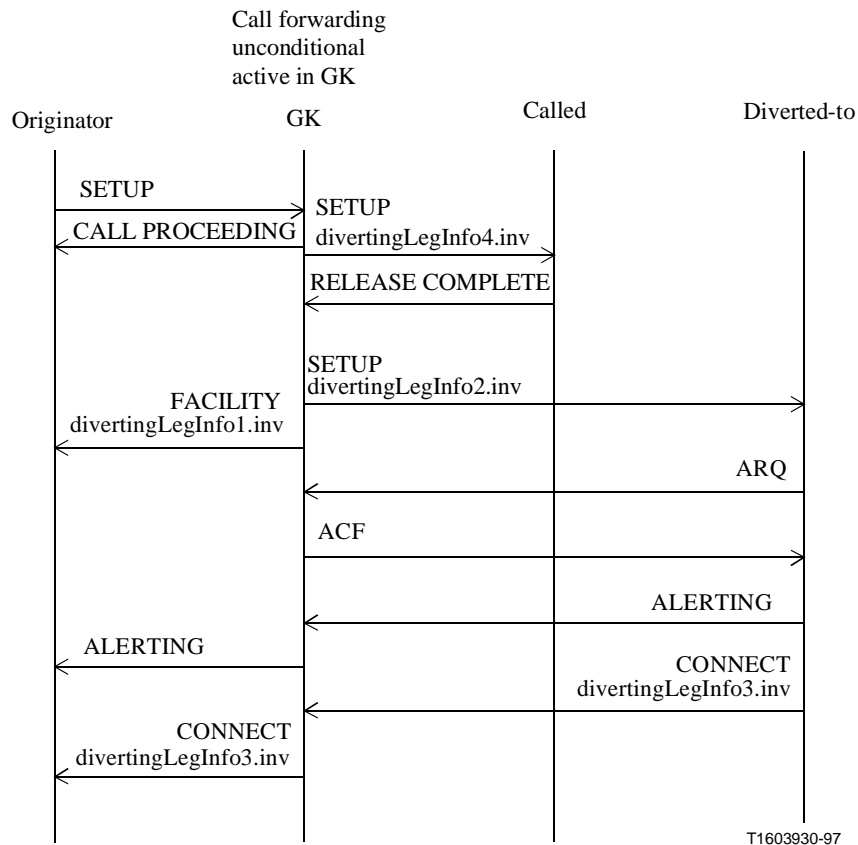 Call forwarding
unconditional
active in GK
Originator
GK
Called
Diverted-to
SETUP
SETUP
CALL PROCEEDING
divertingLegInfo4.inv
RELEASE COMPLETE
SETUP
divertingLegInfo2.inv
FACILITY
divertingLegInfo1.inv
ARQ
ACF
ALERTING
ALERTING
CONNECT
divertingLegInfo3.inv
CONNECT
divertingLegInfo3.inv
T1603930-97